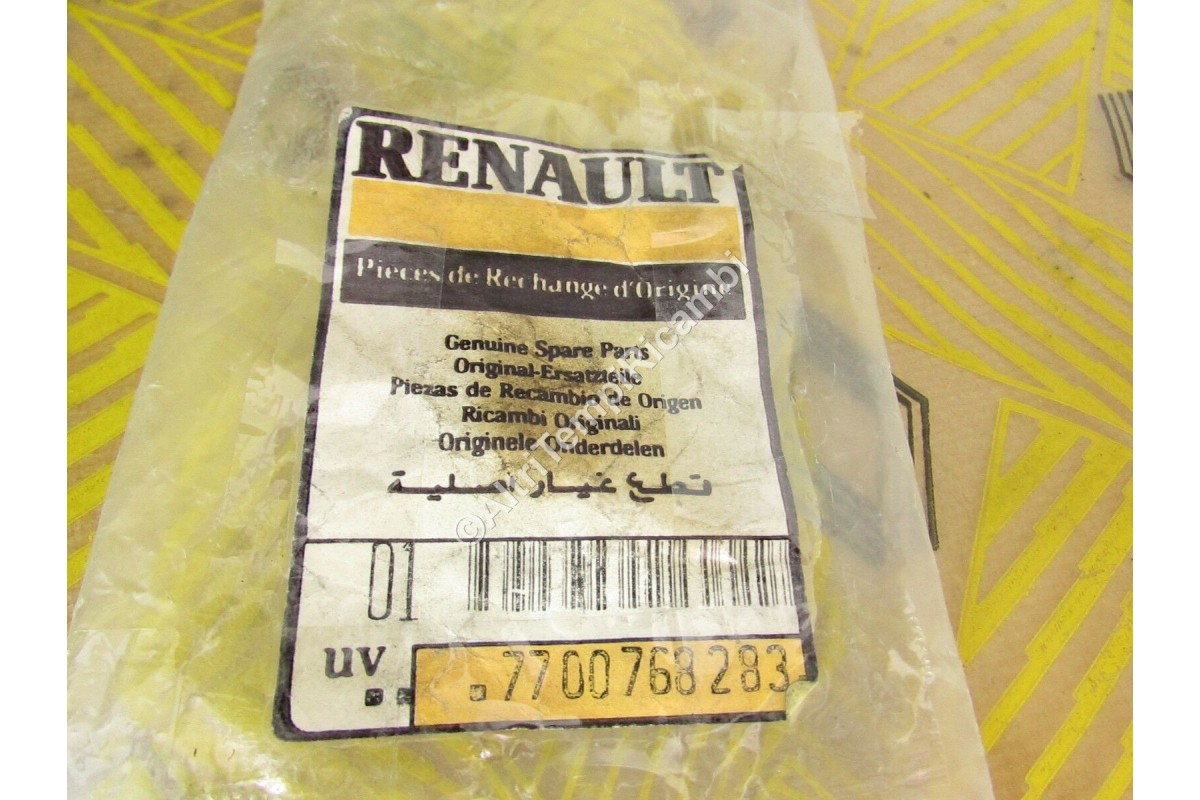 RENAULT
Pieces de Rechange d'Origine
Genuine Spare Parts
Original-Ersatzteile
Piezas de Recambio de Origen
Ricambi Originali
Originele Onderdelen
قطع غيار أصلية
01
uv
.7700768283
©AltriTempiRicambi